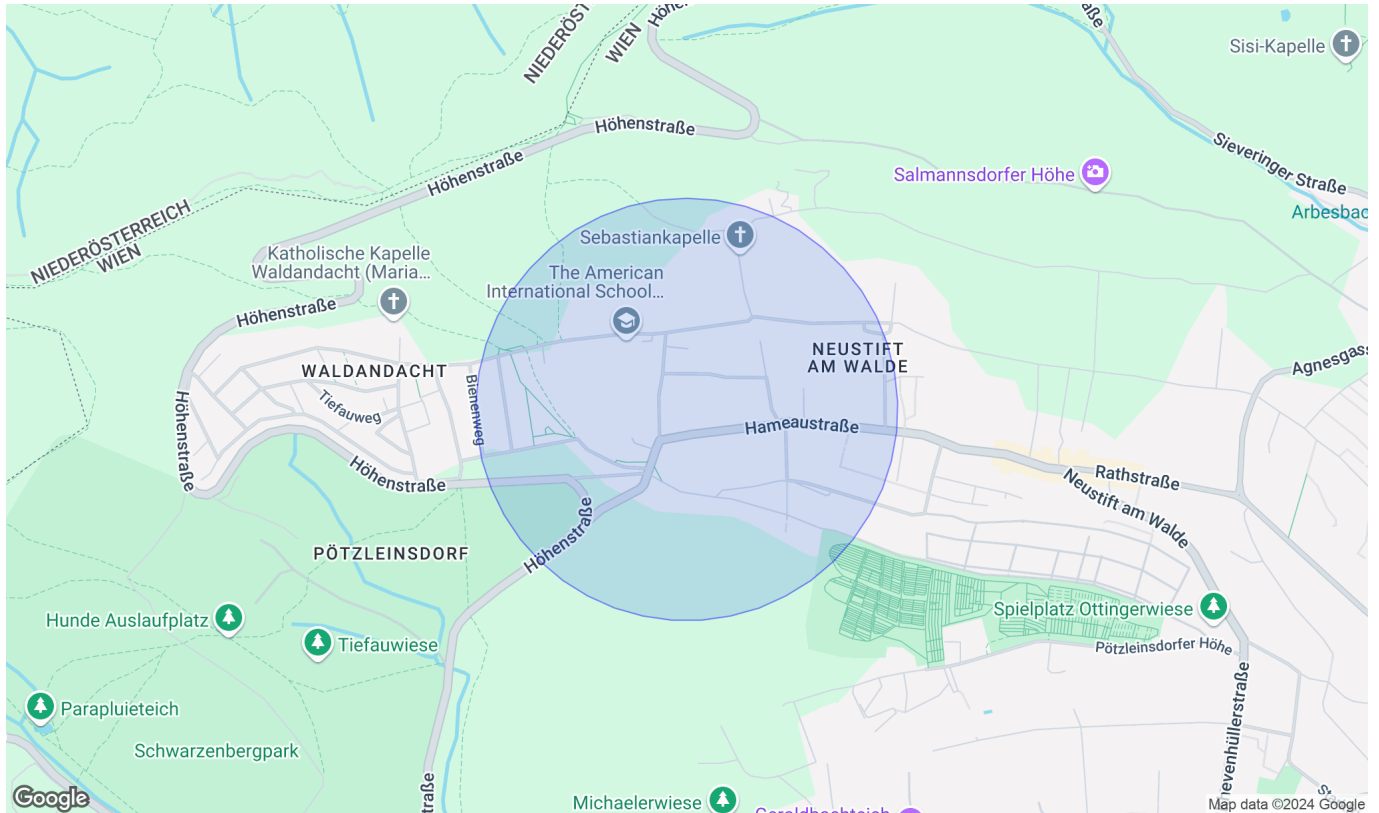 Höhenstraße
NIEDERÖST
WIEN
Sisi-Kapelle
Höhenstraße
Sieveringer Straße
Höhenstraße
Salmannsdorfer Höhe
Arbesbac
NIEDERÖSTERREICH
WIEN
Sebastiankapelle
Katholische Kapelle
Waldandacht (Maria...
The American
International School...
Höhenstraße
NEUSTIFT
AM WALDE
Agnesgass
WALDANDACHT
Bienenweg
Tiefauweg
Höhenstraße
Hameaustraße
Höhenstraße
Rathstraße
Neustift am Walde
Höhenstraße
PÖTZLEINSDORF
Hunde Auslaufplatz
Spielplatz Ottingerwiese
Tiefauwiese
Pötzleinsdorfer Höhe
Parapluieteich
Schwarzenbergpark
Google
Michaelerwiese
Map data ©2024 Google